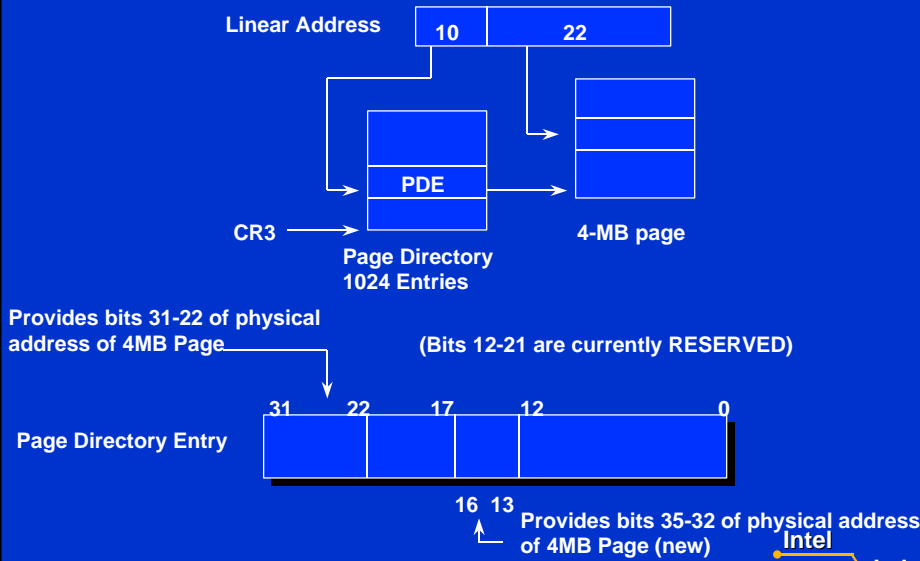 Linear Address
10
22
PDE
CR3
4-MB page
Page Directory
1024 Entries
Provides bits 31-22 of physical
address of 4MB Page
(Bits 12-21 are currently RESERVED)
31 22 17 12 0
Page Directory Entry
16 13
Provides bits 35-32 of physical address
of 4MB Page (new)
Intel